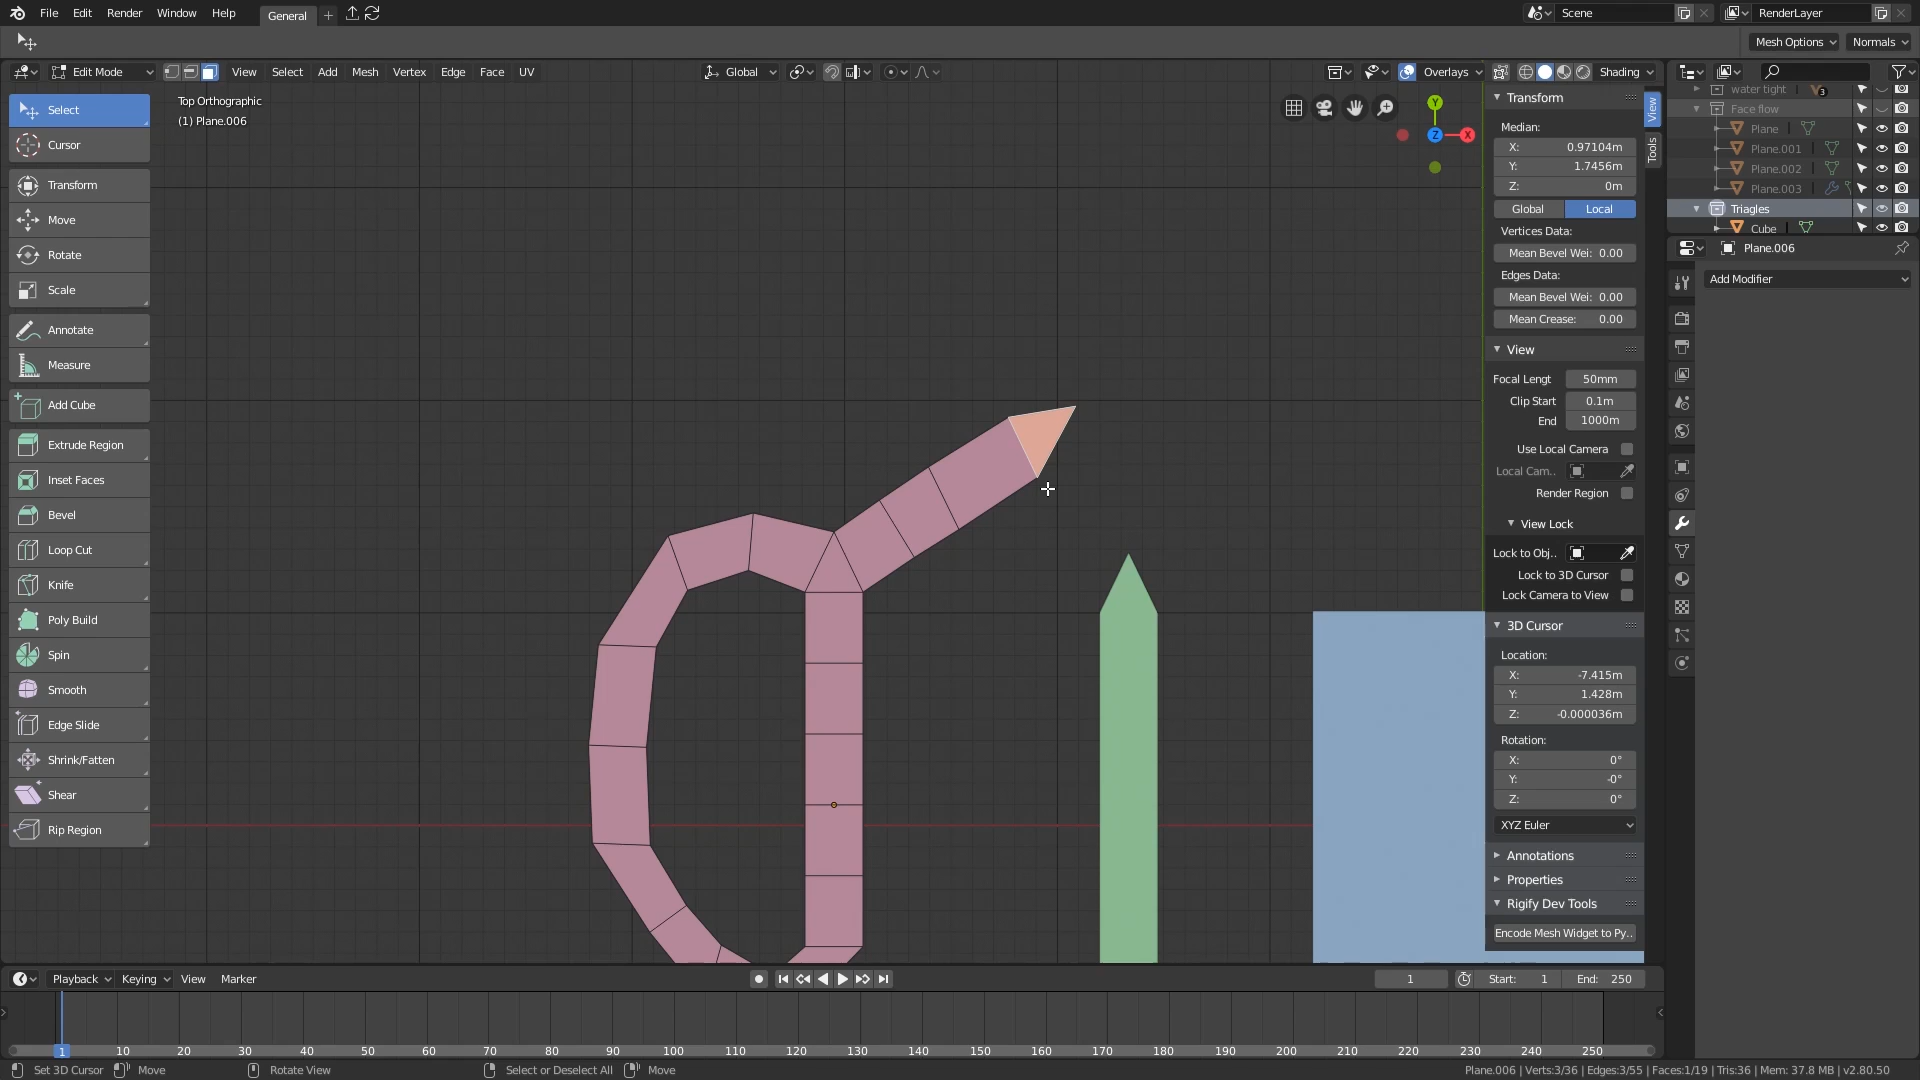 File Edit Render Window Help General + Scene RenderLayer
Mesh Options Normals
Edit Mode View Select Add Mesh Vertex Edge Face UV Global Overlays Shading
Top Orthographic
(1) Plane.006
Select
Cursor
Transform
Move
Rotate
Scale
Annotate
Measure
Add Cube
Extrude Region
Inset Faces
Bevel
Loop Cut
Knife
Poly Build
Spin
Smooth
Edge Slide
Shrink/Fatten
Shear
Rip Region
Y
Z X
Transform
Median:
X: 0.97104m
Y: 1.7456m
Z: 0m
Global Local
Vertices Data:
Mean Bevel Wei: 0.00
Edges Data:
Mean Bevel Wei: 0.00
Mean Crease: 0.00
View
Focal Lengt 50mm
Clip Start 0.1m
End 1000m
Use Local Camera
Local Cam..
Render Region
View Lock
Lock to Obj..
Lock to 3D Cursor
Lock Camera to View
3D Cursor
Location:
X: -7.415m
Y: 1.428m
Z: -0.000036m
Rotation:
X: 0°
Y: -0°
Z: 0°
XYZ Euler
Annotations
Properties
Rigify Dev Tools
Encode Mesh Widget to Py..
View
Tools
water tight 3
Face flow
Plane
Plane.001
Plane.002
Plane.003
Triagles
Cube
Plane.006
Add Modifier
Playback Keying View Marker 1 Start: 1 End: 250
1 10 20 30 40 50 60 70 80 90 100 110 120 130 140 150 160 170 180 190 200 210 220 230 240 250
Set 3D Cursor Move Rotate View Select or Deselect All Move Plane.006 | Verts:3/36 | Edges:3/55 | Faces:1/19 | Tris:36 | Mem: 37.8 MB | v2.80.50